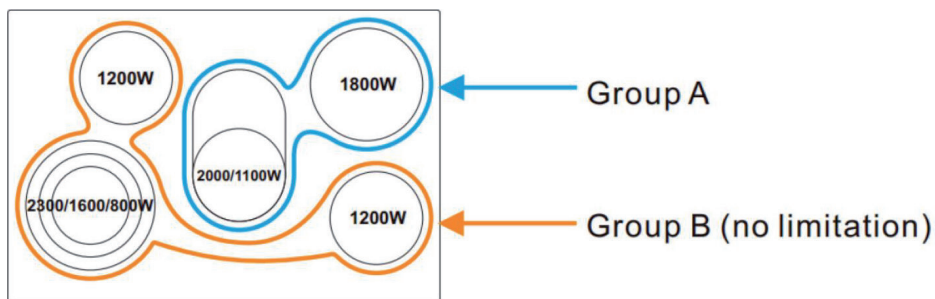 1200W
1800W
Group A
2000/1100W
2300/1600/800W
1200W
Group B (no limitation)